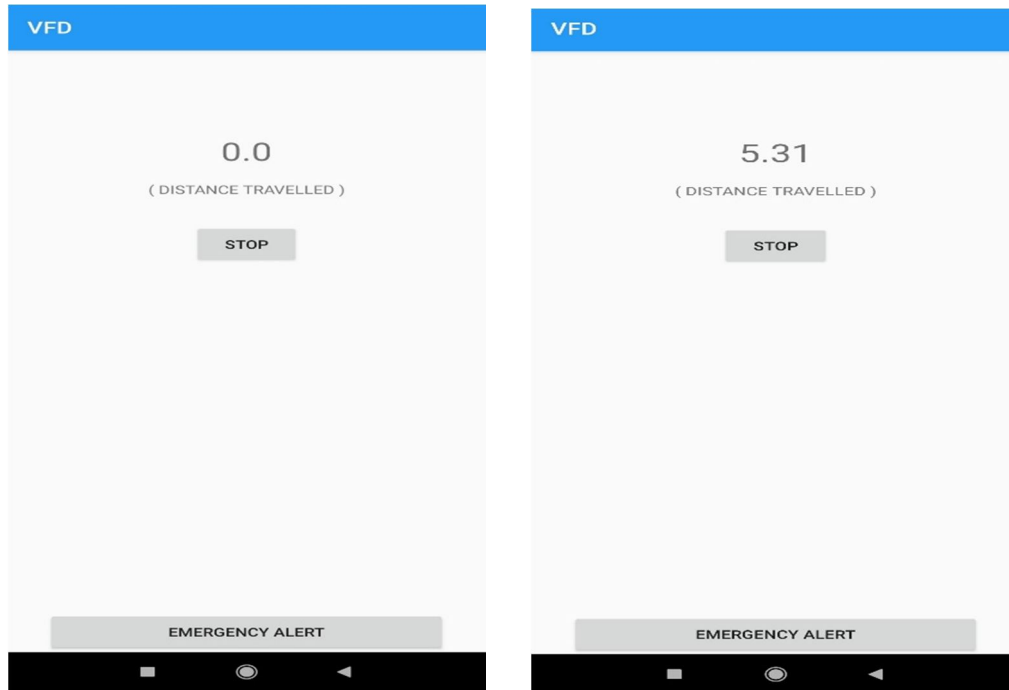 VFD
0.0
( DISTANCE TRAVELLED )
STOP
EMERGENCY ALERT
VFD
5.31
( DISTANCE TRAVELLED )
STOP
EMERGENCY ALERT